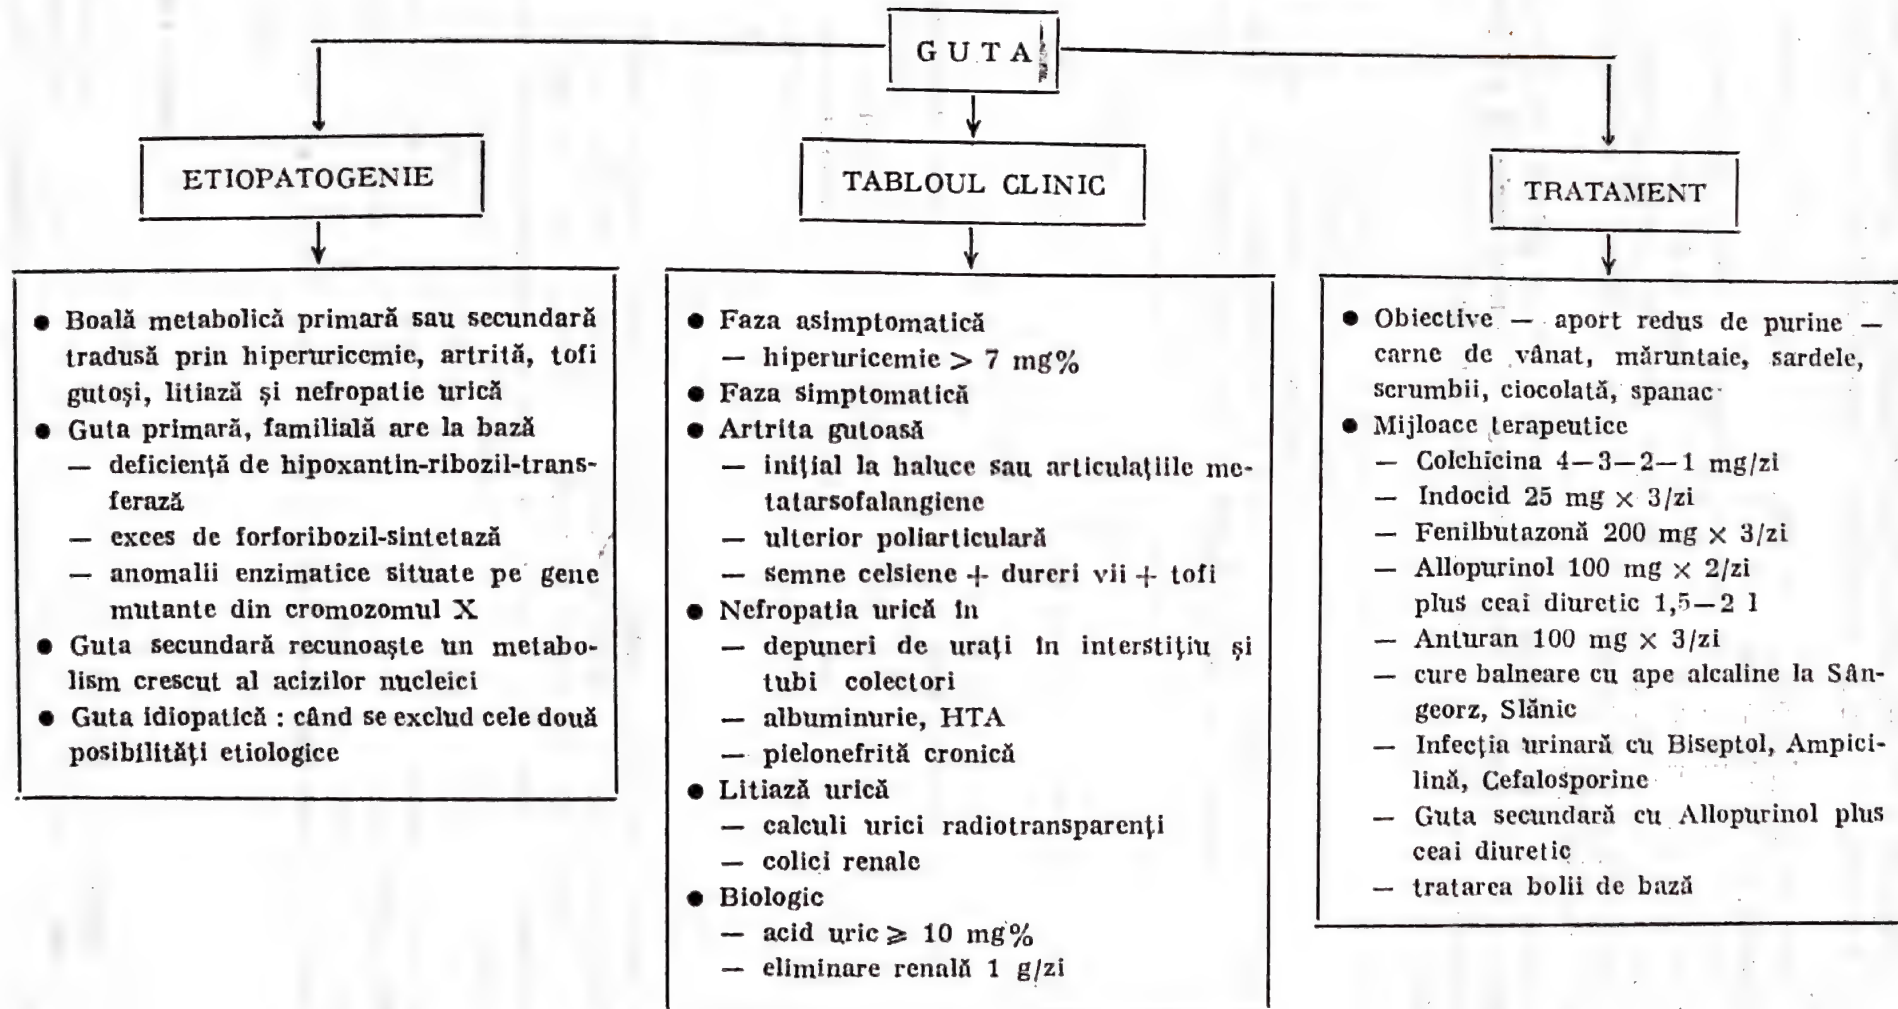 GUTA
ETIOPATOGENIE
● Boală metabolică primară sau secundară
tradusă prin hiperuricemie, artrită, tofi
gutoşi, litiază şi nefropatie urică
● Guta primară, familială are la bază
— deficienţă de hipoxantin-ribozil-trans-
ferază
— exces de forforibozil-sintetază
— anomalii enzimatice situate pe gene
mutante din cromozomul X
● Guta secundară recunoaşte un metabo-
lism crescut al acizilor nucleici
● Guta idiopatică : când se exclud cele două
posibilităţi etiologice
TABLOUL CLINIC
● Faza asimptomatică
— hiperuricemie > 7 mg%
● Faza simptomatică
● Artrita gutoasă
— iniţial la haluce sau articulaţiile me-
tatarsofalangiene
— ulterior poliarticulară
— semne celsiene + dureri vii + tofi
● Nefropatia urică în
— depuneri de uraţi în interstiţiu şi
tubi colectori
— albuminurie, HTA
— pielonefrită cronică
● Litiază urică
— calculi urici radiotransparenţi
— colici renale
● Biologic
— acid uric ⩾ 10 mg%
— eliminare renală 1 g/zi
TRATAMENT
● Obiective — aport redus de purine —
carne de vânat, măruntaie, sardele,
scrumbii, ciocolată, spanac
● Mijloace terapeutice
— Colchicina 4—3—2—1 mg/zi
— Indocid 25 mg × 3/zi
— Fenilbutazonă 200 mg × 3/zi
— Allopurinol 100 mg × 2/zi
plus ceai diuretic 1,5—2 l
— Anturan 100 mg × 3/zi
— cure balneare cu ape alcaline la Sân-
georz, Slănic
— Infecţia urinară cu Biseptol, Ampici-
lină, Cefalosporine
— Guta secundară cu Allopurinol plus
ceai diuretic
— tratarea bolii de bază